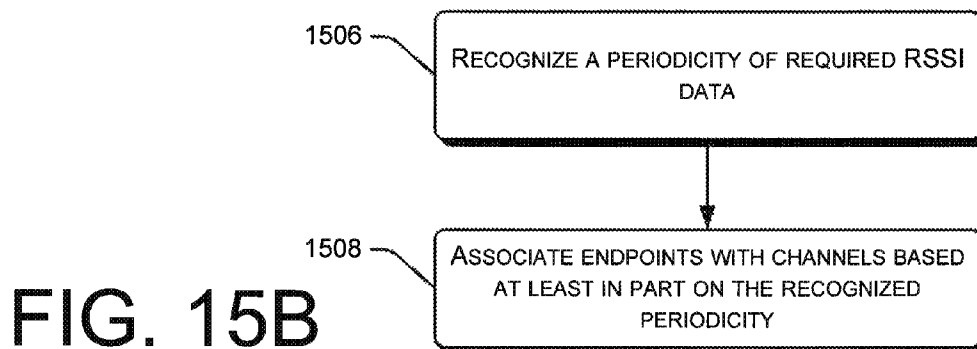 1506
RECOGNIZE A PERIODICITY OF REQUIRED RSSI
DATA
1508
ASSOCIATE ENDPOINTS WITH CHANNELS BASED
AT LEAST IN PART ON THE RECOGNIZED
PERIODICITY
FIG. 15B